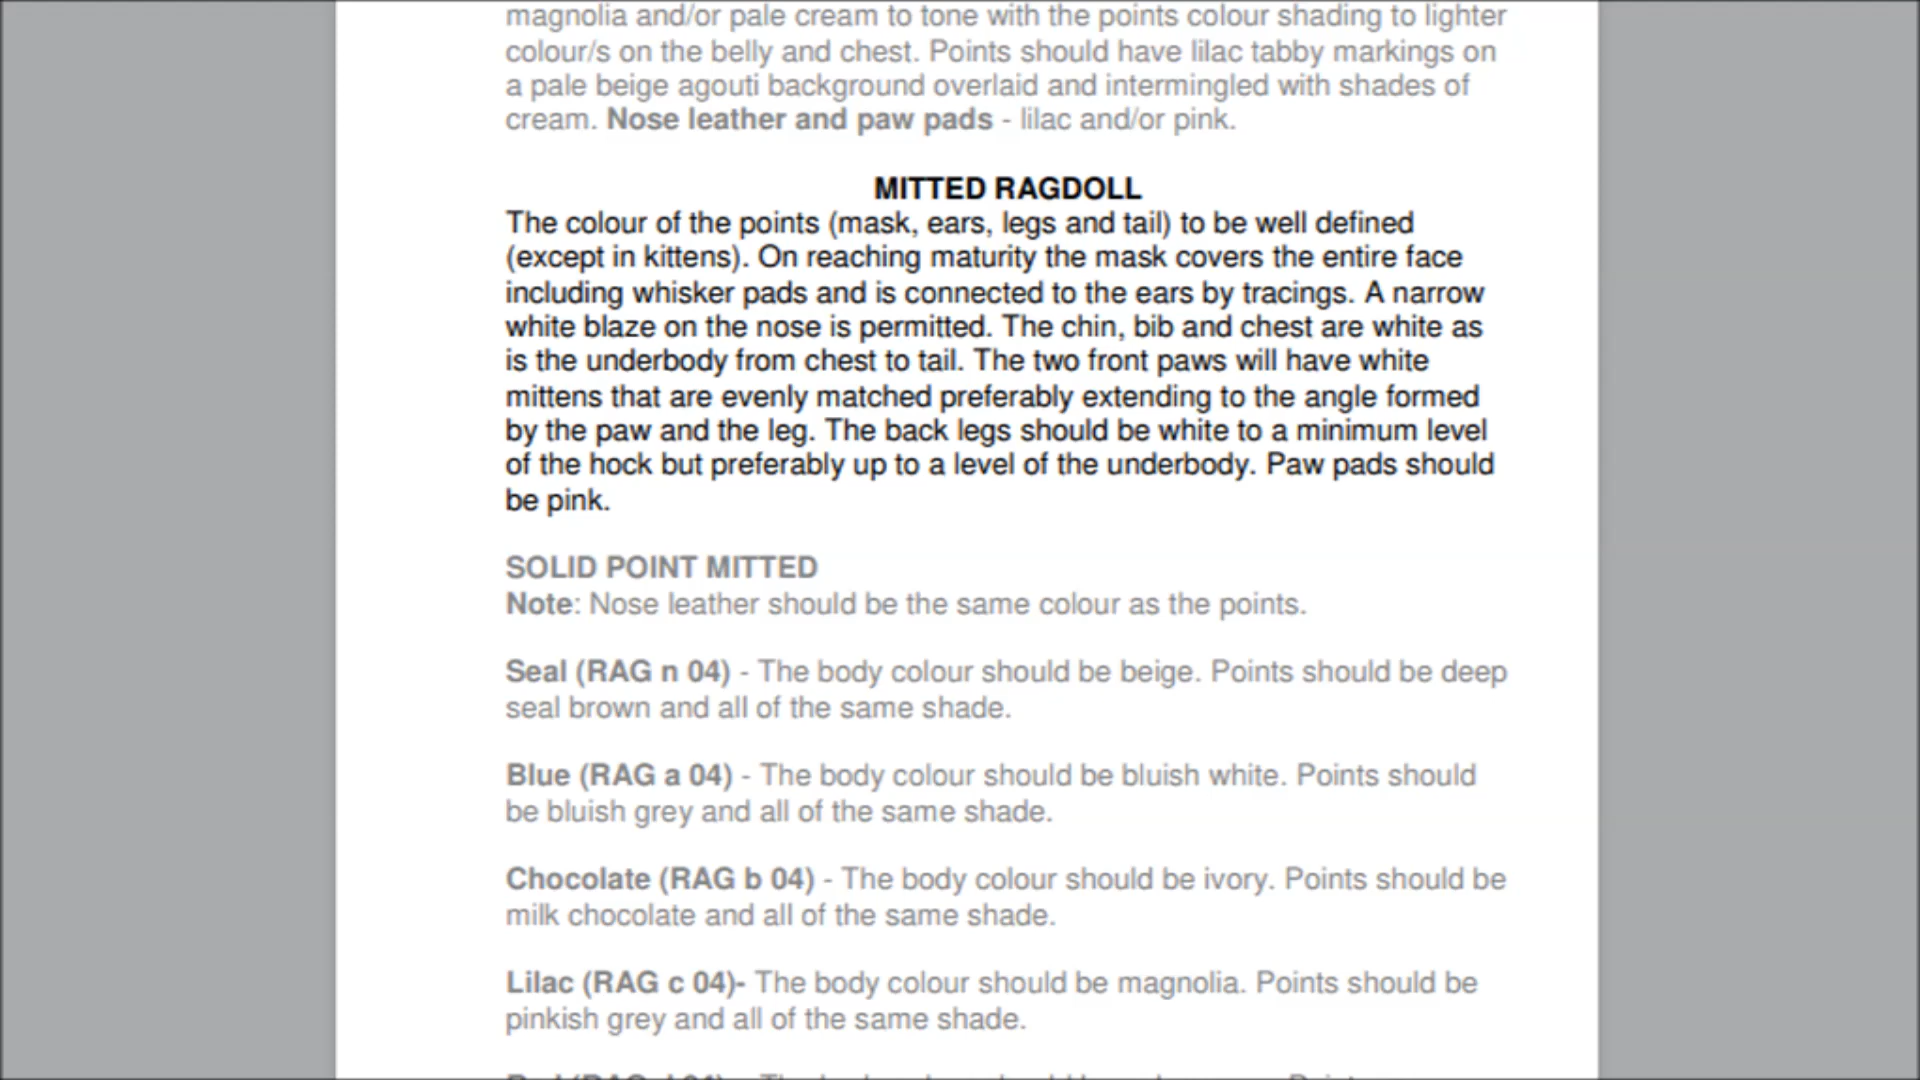 magnolia and/or pale cream to tone with the points colour shading to lighter
colour/s on the belly and chest. Points should have lilac tabby markings on
a pale beige agouti background overlaid and intermingled with shades of
cream. Nose leather and paw pads - lilac and/or pink.
MITTED RAGDOLL
The colour of the points (mask, ears, legs and tail) to be well defined
(except in kittens). On reaching maturity the mask covers the entire face
including whisker pads and is connected to the ears by tracings. A narrow
white blaze on the nose is permitted. The chin, bib and chest are white as
is the underbody from chest to tail. The two front paws will have white
mittens that are evenly matched preferably extending to the angle formed
by the paw and the leg. The back legs should be white to a minimum level
of the hock but preferably up to a level of the underbody. Paw pads should
be pink.
SOLID POINT MITTED
Note: Nose leather should be the same colour as the points.
Seal (RAG n 04) - The body colour should be beige. Points should be deep
seal brown and all of the same shade.
Blue (RAG a 04) - The body colour should be bluish white. Points should
be bluish grey and all of the same shade.
Chocolate (RAG b 04) - The body colour should be ivory. Points should be
milk chocolate and all of the same shade.
Lilac (RAG c 04)- The body colour should be magnolia. Points should be
pinkish grey and all of the same shade.